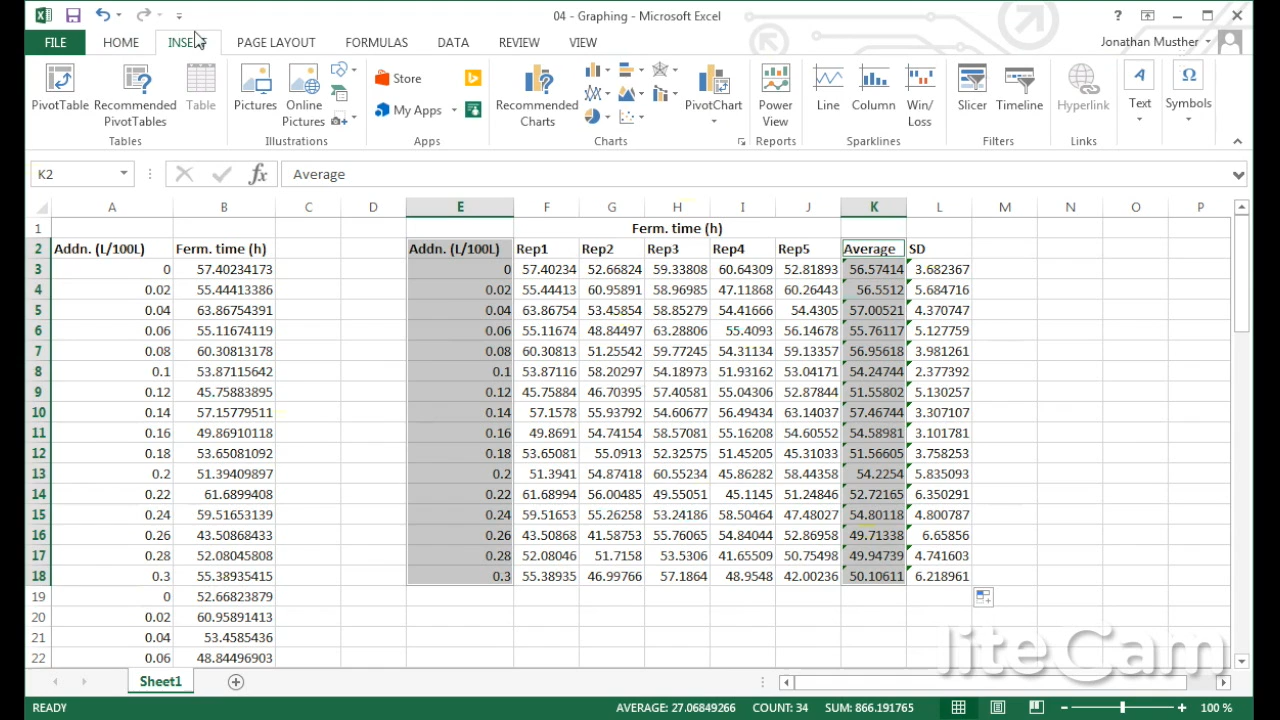 04 - Graphing - Microsoft Excel
FILE HOME INSERT PAGE LAYOUT FORMULAS DATA REVIEW VIEW Jonathan Musther
PivotTable Recommended PivotTables Table Pictures Online Pictures Store My Apps Recommended Charts PivotChart Power View Line Column Win/Loss Slicer Timeline Hyperlink Text Symbols
Tables Illustrations Apps Charts Reports Sparklines Filters Links
K2 fx Average
A B C D E F G H I J K L M N O P
1 Ferm. time (h)
2 Addn. (L/100L) Ferm. time (h) Addn. (L/100L) Rep1 Rep2 Rep3 Rep4 Rep5 Average SD
3 0 57.40234173 0 57.40234 52.66824 59.33808 60.64309 52.81893 56.57414 3.682367
4 0.02 55.44413386 0.02 55.44413 60.95891 58.96985 47.11868 60.26443 56.5512 5.684716
5 0.04 63.86754391 0.04 63.86754 53.45854 58.85279 54.41666 54.4305 57.00521 4.370747
6 0.06 55.11674119 0.06 55.11674 48.84497 63.28806 55.4093 56.14678 55.76117 5.127759
7 0.08 60.30813178 0.08 60.30813 51.25542 59.77245 54.31134 59.13357 56.95618 3.981261
8 0.1 53.87115642 0.1 53.87116 58.20297 54.18973 51.93162 53.04171 54.24744 2.377392
9 0.12 45.75883895 0.12 45.75884 46.70395 57.40581 55.04306 52.87844 51.55802 5.130257
10 0.14 57.15779511 0.14 57.1578 55.93792 54.60677 56.49434 63.14037 57.46744 3.307107
11 0.16 49.86910118 0.16 49.8691 54.74154 58.57081 55.16208 54.60552 54.58981 3.101781
12 0.18 53.65081092 0.18 53.65081 55.0913 52.32575 51.45205 45.31033 51.56605 3.758253
13 0.2 51.39409897 0.2 51.3941 54.87418 60.55234 45.86282 58.44358 54.2254 5.835093
14 0.22 61.6899408 0.22 61.68994 56.00485 49.55051 45.1145 51.24846 52.72165 6.350291
15 0.24 59.51653139 0.24 59.51653 55.26258 53.24186 58.50464 47.48027 54.80118 4.800787
16 0.26 43.50868433 0.26 43.50868 41.58753 55.76065 54.84044 52.86958 49.71338 6.65856
17 0.28 52.08045808 0.28 52.08046 51.7158 53.5306 41.65509 50.75498 49.94739 4.741603
18 0.3 55.38935415 0.3 55.38935 46.99766 57.1864 48.9548 42.00236 50.10611 6.218961
19 0 52.66823879
20 0.02 60.95891413
21 0.04 53.4585436
22 0.06 48.84496903
liteCam
Sheet1
READY AVERAGE: 27.06849266 COUNT: 34 SUM: 866.191765 100 %